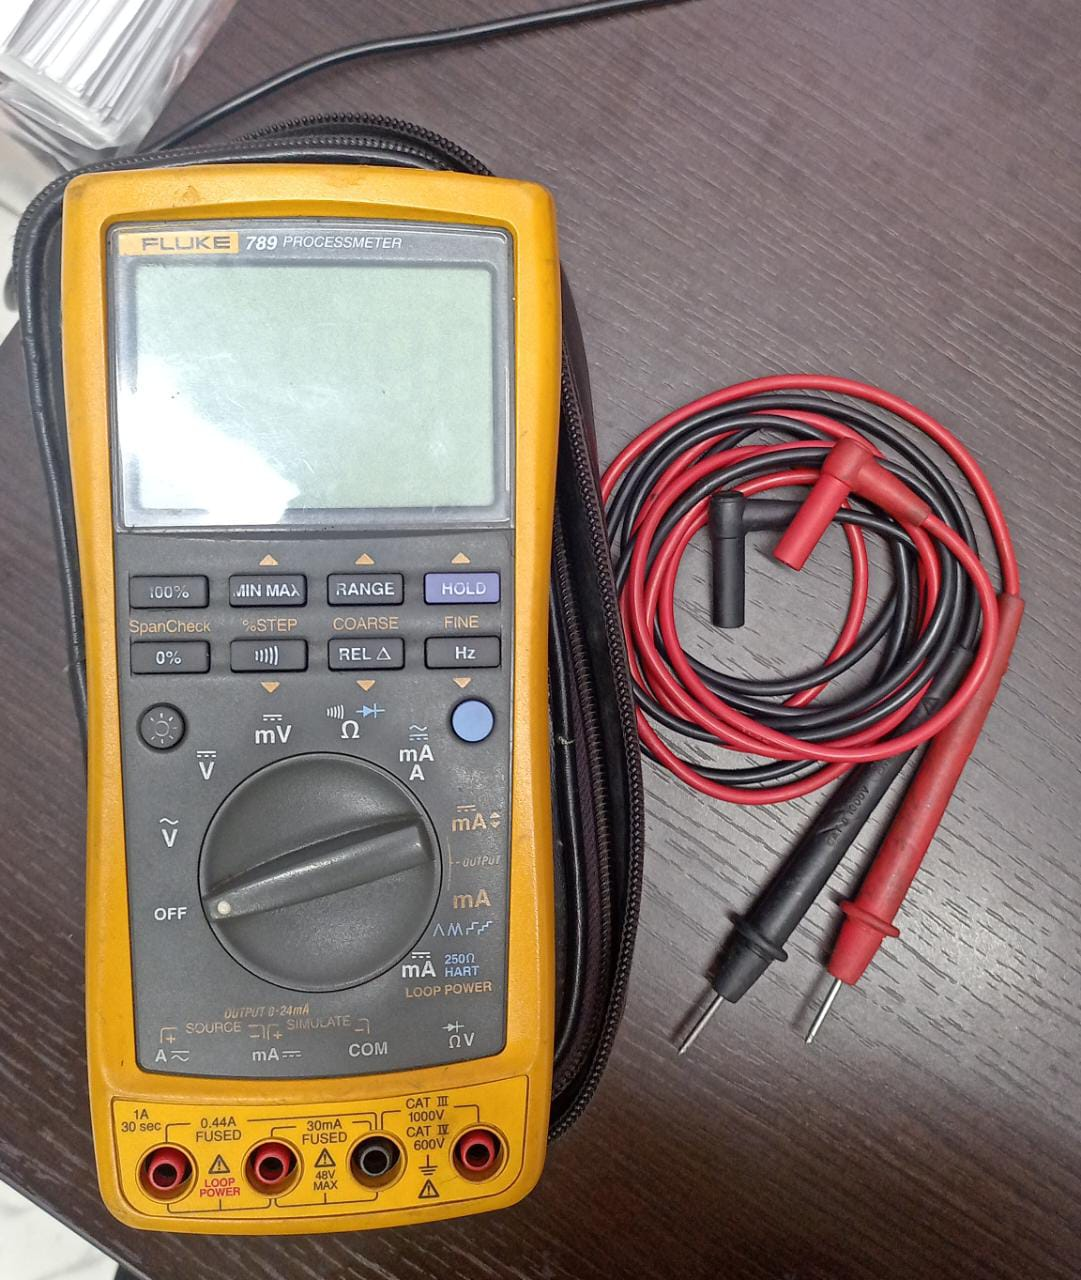 FLUKE 789 PROCESSMETER
100% MIN MAX RANGE HOLD
SpanCheck %STEP COARSE FINE
0% REL Δ Hz
mV Ω mA
A
V
mA
V
OUTPUT
OFF
mA
mA 250Ω
HART
LOOP POWER
OUTPUT 0-24mA
SOURCE SIMULATE
A mA COM ΩV
1A
30 sec
0.44A
FUSED
30mA
FUSED
CAT III
1000V
CAT IV
600V
LOOP
POWER
48V
MAX